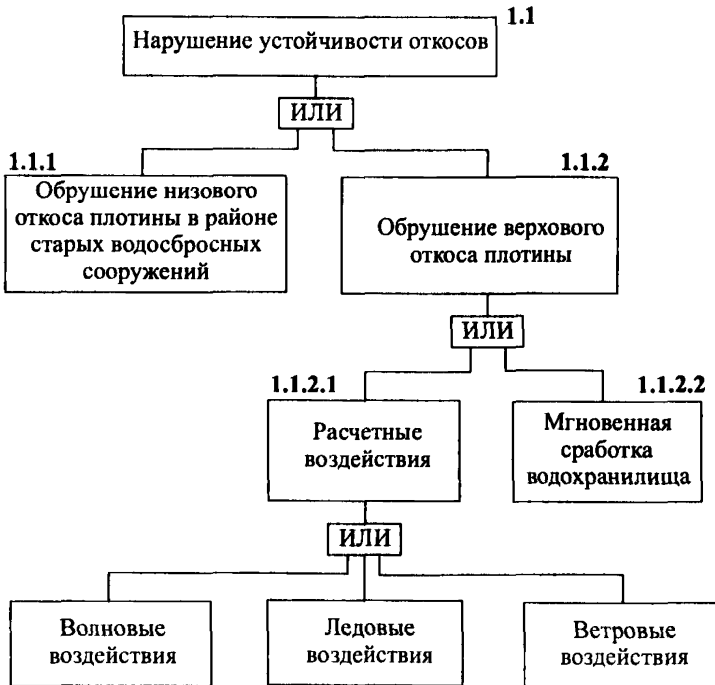 1.1
Нарушение устойчивости откосов
ИЛИ
1.1.1
Обрушение низового
откоса плотины в районе
старых водосбросных
сооружений
1.1.2
Обрушение верхового
откоса плотины
ИЛИ
1.1.2.1
Расчетные
воздействия
1.1.2.2
Мгновенная
сработка
водохранилища
ИЛИ
Волновые
воздействия
Ледовые
воздействия
Ветровые
воздействия